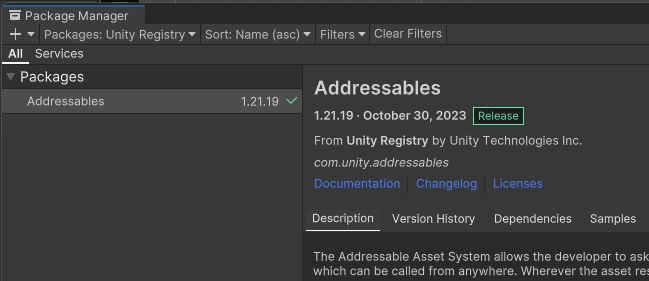 Package Manager
+ Packages: Unity Registry Sort: Name (asc) Filters Clear Filters
All Services
Packages
Addressables 1.21.19
Addressables
1.21.19 · October 30, 2023 Release
From Unity Registry by Unity Technologies Inc.
com.unity.addressables
Documentation Changelog Licenses
Description Version History Dependencies Samples
The Addressable Asset System allows the developer to ask
which can be called from anywhere. Wherever the asset res